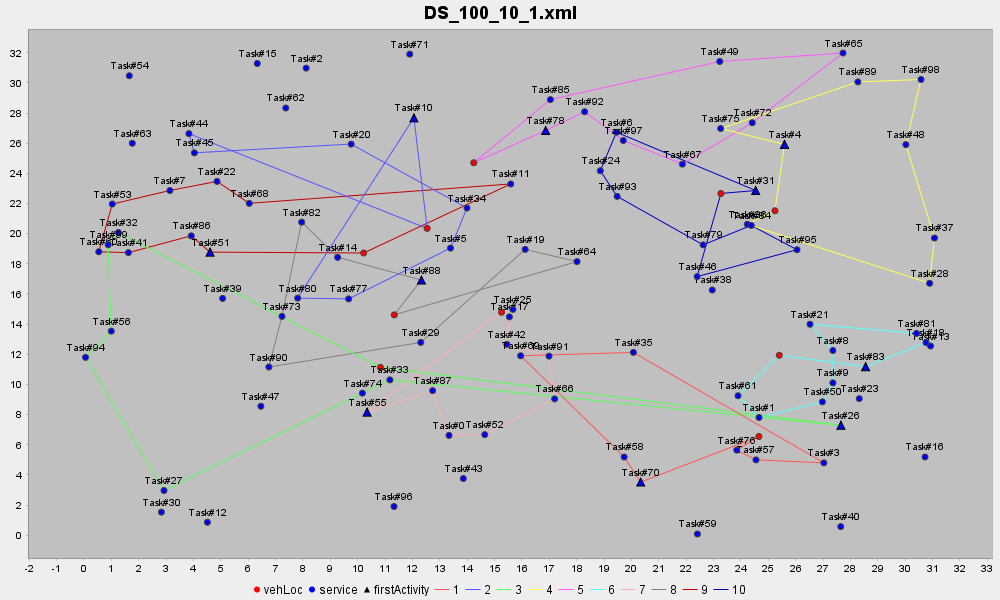 DS_100_10_1.xml
32
30
28
26
24
22
20
18
16
14
12
10
8
6
4
2
0
Task#71
Task#65
Task#15
Task#2
Task#49
Task#54
Task#89
Task#98
Task#62
Task#85
Task#10
Task#92
Task#44
Task#78
Task#6
Task#97
Task#75
Task#72
Task#63
Task#45
Task#20
Task#4
Task#48
Task#24
Task#67
Task#7
Task#22
Task#11
Task#93
Task#31
Task#53
Task#68
Task#34
Task#32
Task#82
Task#84
Task#86
Task#41
Task#51
Task#14
Task#5
Task#19
Task#64
Task#79
Task#95
Task#37
Task#88
Task#46
Task#38
Task#28
Task#39
Task#80
Task#77
Task#73
Task#25
Task#17
Task#56
Task#29
Task#42
Task#21
Task#81
Task#13
Task#94
Task#90
Task#91
Task#35
Task#8
Task#83
Task#33
Task#9
Task#74
Task#87
Task#66
Task#61
Task#50
Task#23
Task#47
Task#55
Task#1
Task#26
Task#0
Task#52
Task#58
Task#76
Task#57
Task#3
Task#16
Task#43
Task#70
Task#27
Task#30
Task#12
Task#96
Task#59
Task#40
-2 -1 0 1 2 3 4 5 6 7 8 9 10 11 12 13 14 15 16 17 18 19 20 21 22 23 24 25 26 27 28 29 30 31 32 33
vehLoc service firstActivity 1 2 3 4 5 6 7 8 9 10